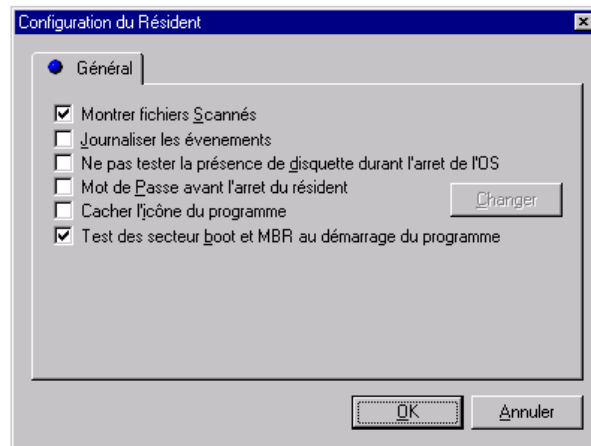 Configuration du Résident
Général
Montrer fichiers Scannés
Journaliser les évenements
Ne pas tester la présence de disquette durant l'arret de l'OS
Mot de Passe avant l'arret du résident
Changer
Cacher l'icône du programme
Test des secteur boot et MBR au démarrage du programme
OK
Annuler